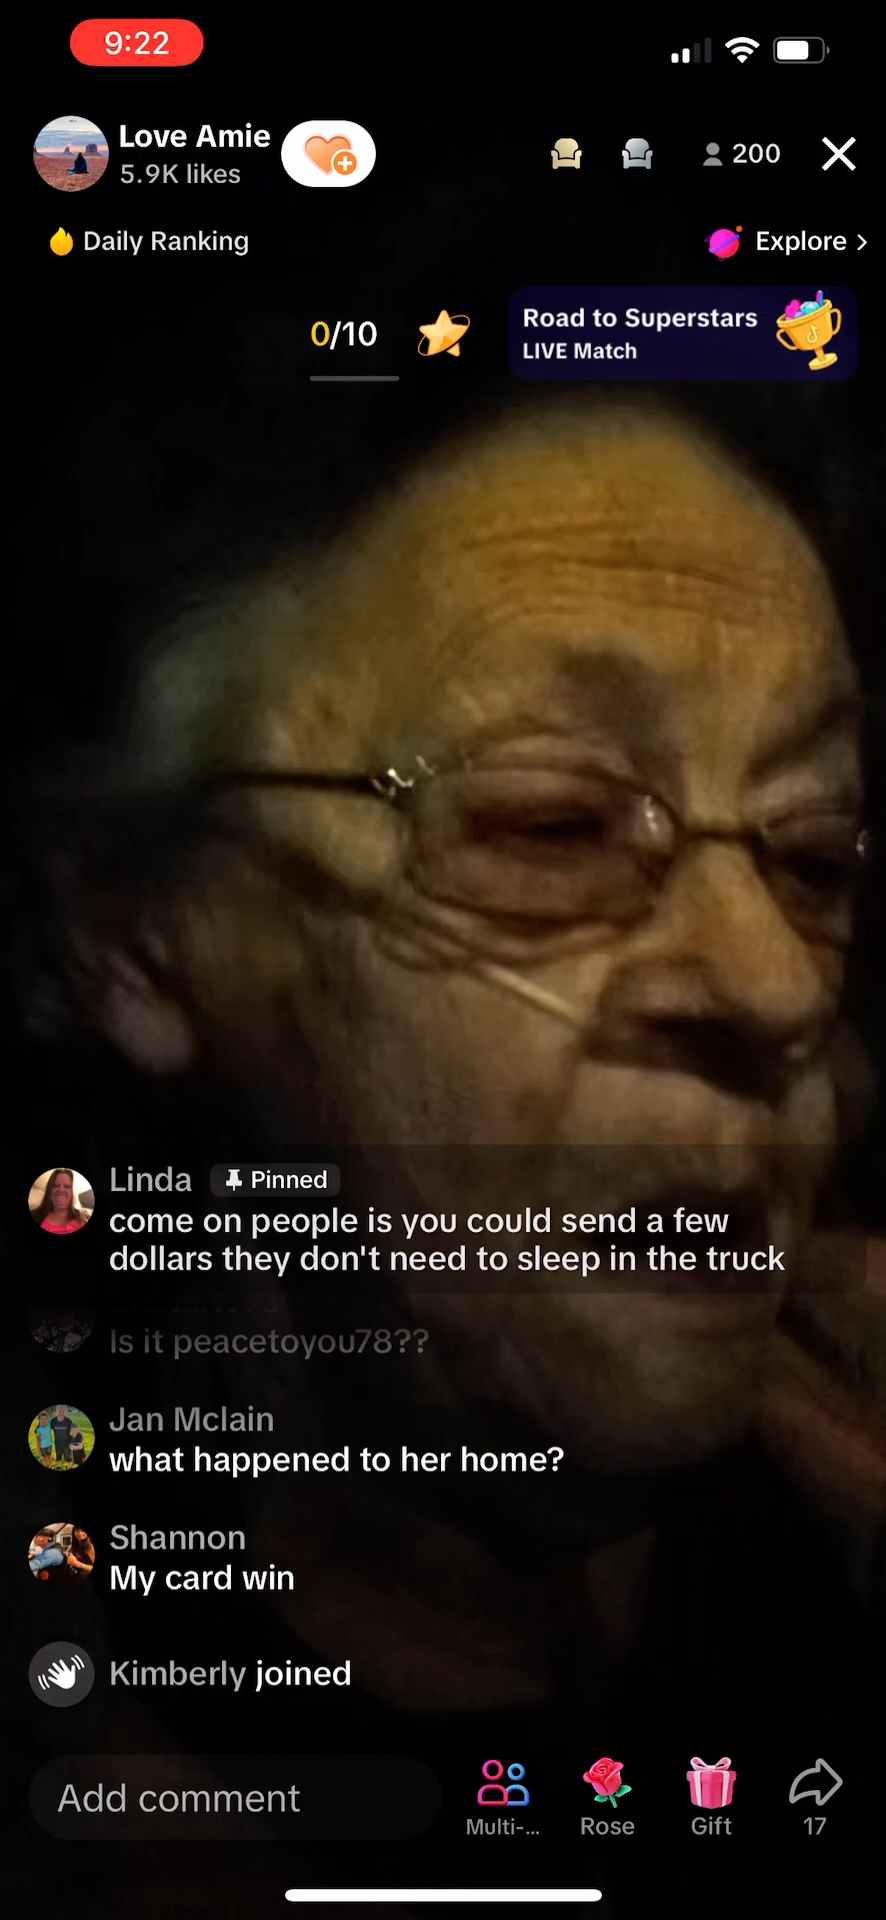 9:22
Love Amie
5.9K likes
200
Daily Ranking
Explore >
0/10
Road to Superstars
LIVE Match
Linda Pinned
come on people is you could send a few
dollars they don't need to sleep in the truck
Is it peacetoyou78??
Jan Mclain
what happened to her home?
Shannon
My card win
Kimberly joined
Add comment
Multi-...
Rose
Gift
17